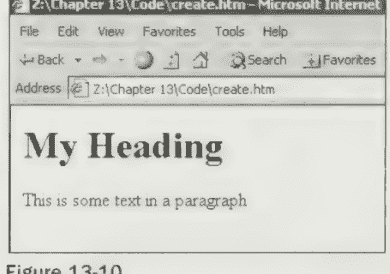 Z:\Chapter 13\Code\create.htm - Microsoft Internet
File Edit View Favorites Tools Help
Back Search Favorites
Address Z:\Chapter 13\Code\create.htm
My Heading
This is some text in a paragraph
Figure 13-10